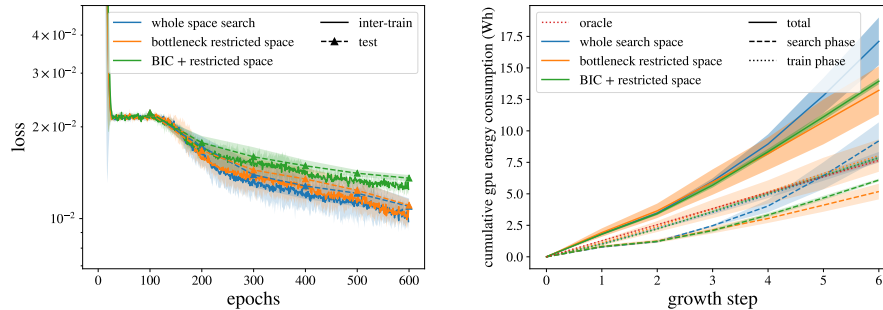 whole space search
bottleneck restricted space
BIC + restricted space
inter-train
test
4 × 10⁻²
3 × 10⁻²
2 × 10⁻²
10⁻²
loss
0 100 200 300 400 500 600
epochs
oracle
whole search space
bottleneck restricted space
BIC + restricted space
total
search phase
train phase
17.5
15.0
12.5
10.0
7.5
5.0
2.5
0.0
cumulative gpu energy consumption (Wh)
0 1 2 3 4 5 6
growth step